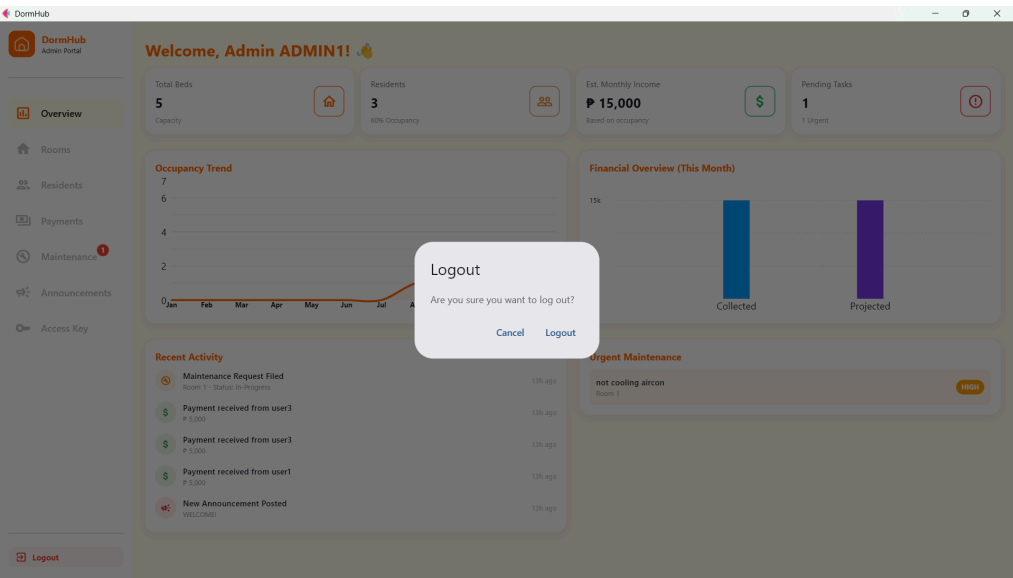 DormHub
DormHub
Admin Portal
Overview
Rooms
Residents
Payments
Maintenance
1
Announcements
Access Key
Logout
Welcome, Admin ADMIN1! 👋
Total Beds
5
Capacity
Residents
3
60% Occupancy
Est. Monthly Income
₱ 15,000
Based on occupancy
Pending Tasks
1
1 Urgent
Occupancy Trend
7
6
4
2
0
Jan Feb Mar Apr May Jun Jul A
Financial Overview (This Month)
15k
Collected Projected
Logout
Are you sure you want to log out?
Cancel Logout
Recent Activity
Maintenance Request Filed
Room 1 - Status: In-Progress
13h ago
Payment received from user3
₱ 5,000
13h ago
Payment received from user3
₱ 5,000
13h ago
Payment received from user1
₱ 5,000
13h ago
New Announcement Posted
WELCOME!
13h ago
Urgent Maintenance
not cooling aircon
Room 1
HIGH